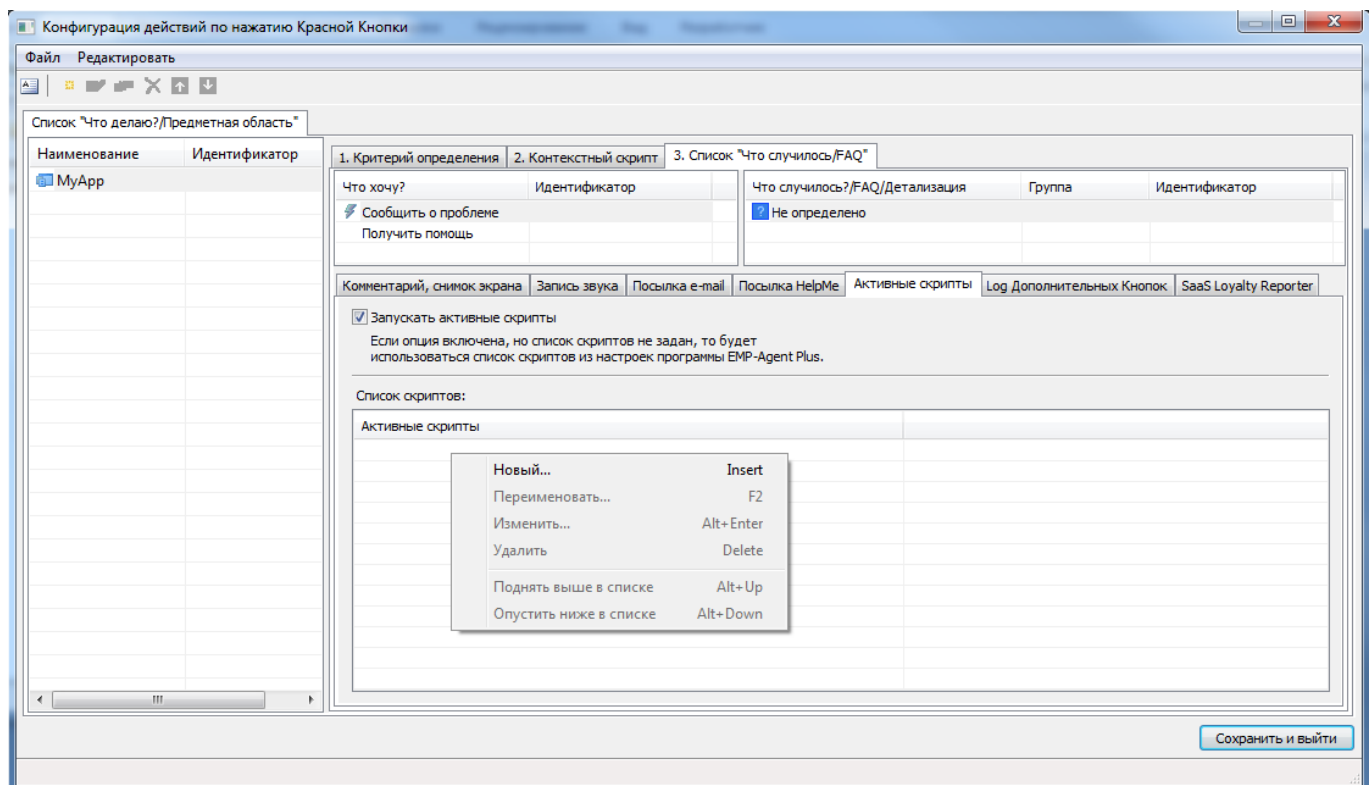 Конфигурация действий по нажатию Красной Кнопки
Файл Редактировать
Список "Что делаю?/Предметная область"
Наименование Идентификатор
MyApp
1. Критерий определения 2. Контекстный скрипт 3. Список "Что случилось/FAQ"
Что хочу? Идентификатор
Сообщить о проблеме
Получить помощь
Что случилось?/FAQ/Детализация Группа Идентификатор
Не определено
Комментарий, снимок экрана Запись звука Посылка e-mail Посылка HelpMe Активные скрипты Log Дополнительных Кнопок SaaS Loyalty Reporter
Запускать активные скрипты
Если опция включена, но список скриптов не задан, то будет
использоваться список скриптов из настроек программы EMP-Agent Plus.
Список скриптов:
Активные скрипты
Новый... Insert
Переименовать... F2
Изменить... Alt+Enter
Удалить Delete
Поднять выше в списке Alt+Up
Опустить ниже в списке Alt+Down
Сохранить и выйти